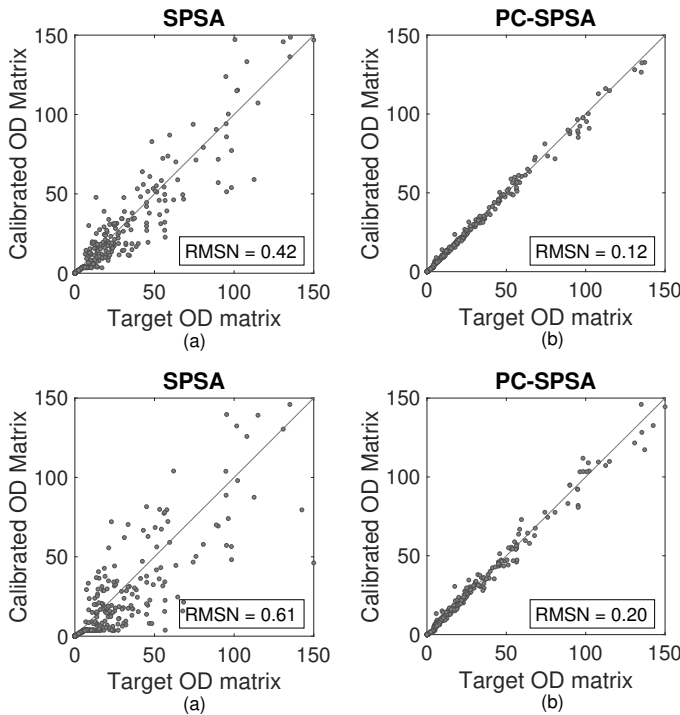 SPSA
PC-SPSA
150
100
50
0
Calibrated OD Matrix
RMSN = 0.42
0
50
100
150
Target OD matrix
(a)
150
100
50
0
Calibrated OD Matrix
RMSN = 0.12
0
50
100
150
Target OD matrix
(b)
SPSA
PC-SPSA
150
100
50
0
Calibrated OD Matrix
RMSN = 0.61
0
50
100
150
Target OD matrix
(a)
150
100
50
0
Calibrated OD Matrix
RMSN = 0.20
0
50
100
150
Target OD matrix
(b)